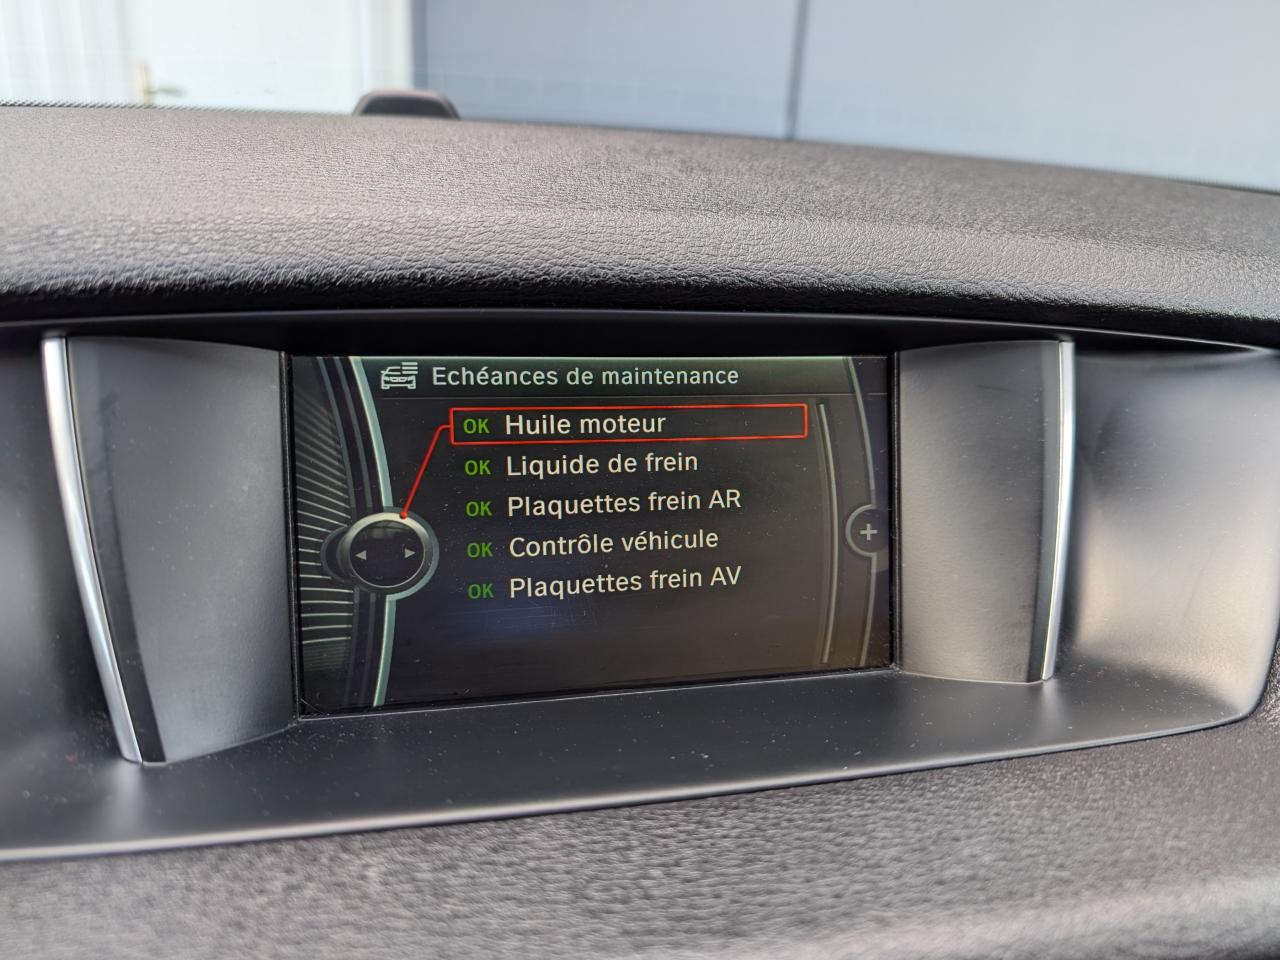 Echéances de maintenance
OK Huile moteur
OK Liquide de frein
OK Plaquettes frein AR
OK Contrôle véhicule
OK Plaquettes frein AV